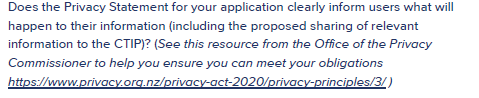 Does the Privacy Statement for your application clearly inform users what will
happen to their information (including the proposed sharing of relevant
information to the CTIP)? (See this resource from the Office of the Privacy
Commissioner to help you ensure you can meet your obligations
https://www.privacy.org.nz/privacy-act-2020/privacy-principles/3/ )